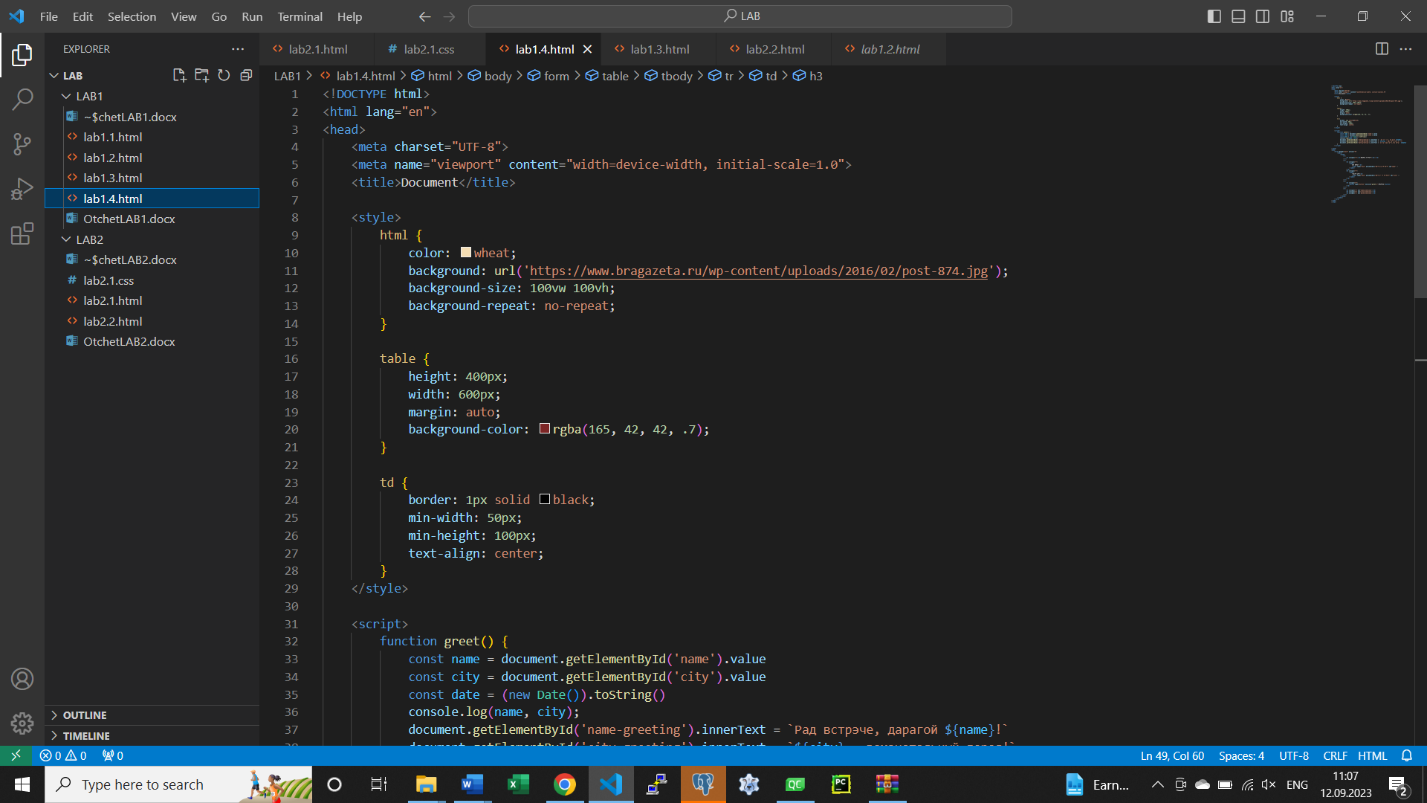 File Edit Selection View Go Run Terminal Help
LAB
EXPLORER
lab2.1.html
# lab2.1.css
lab1.4.html
lab1.3.html
lab2.2.html
lab1.2.html
LAB
LAB1
~$chetLAB1.docx
lab1.1.html
lab1.2.html
lab1.3.html
lab1.4.html
OtchetLAB1.docx
LAB2
~$chetLAB2.docx
# lab2.1.css
lab2.1.html
lab2.2.html
OtchetLAB2.docx
OUTLINE
TIMELINE
LAB1 > lab1.4.html > html > body > form > table > tbody > tr > td > h3
1 <!DOCTYPE html>
2 <html lang="en">
3 <head>
4 <meta charset="UTF-8">
5 <meta name="viewport" content="width=device-width, initial-scale=1.0">
6 <title>Document</title>
7
8 <style>
9 html {
10 color: wheat;
11 background: url('https://www.bragazeta.ru/wp-content/uploads/2016/02/post-874.jpg');
12 background-size: 100vw 100vh;
13 background-repeat: no-repeat;
14 }
15
16 table {
17 height: 400px;
18 width: 600px;
19 margin: auto;
20 background-color: rgba(165, 42, 42, .7);
21 }
22
23 td {
24 border: 1px solid black;
25 min-width: 50px;
26 min-height: 100px;
27 text-align: center;
28 }
29 </style>
30
31 <script>
32 function greet() {
33 const name = document.getElementById('name').value
34 const city = document.getElementById('city').value
35 const date = (new Date()).toString()
36 console.log(name, city);
37 document.getElementById('name-greeting').innerText = `Рад встрэче, дарагой ${name}!`
0 0 0
Ln 49, Col 60 Spaces: 4 UTF-8 CRLF HTML
Type here to search
Earn...
ENG
11:07
12.09.2023
2